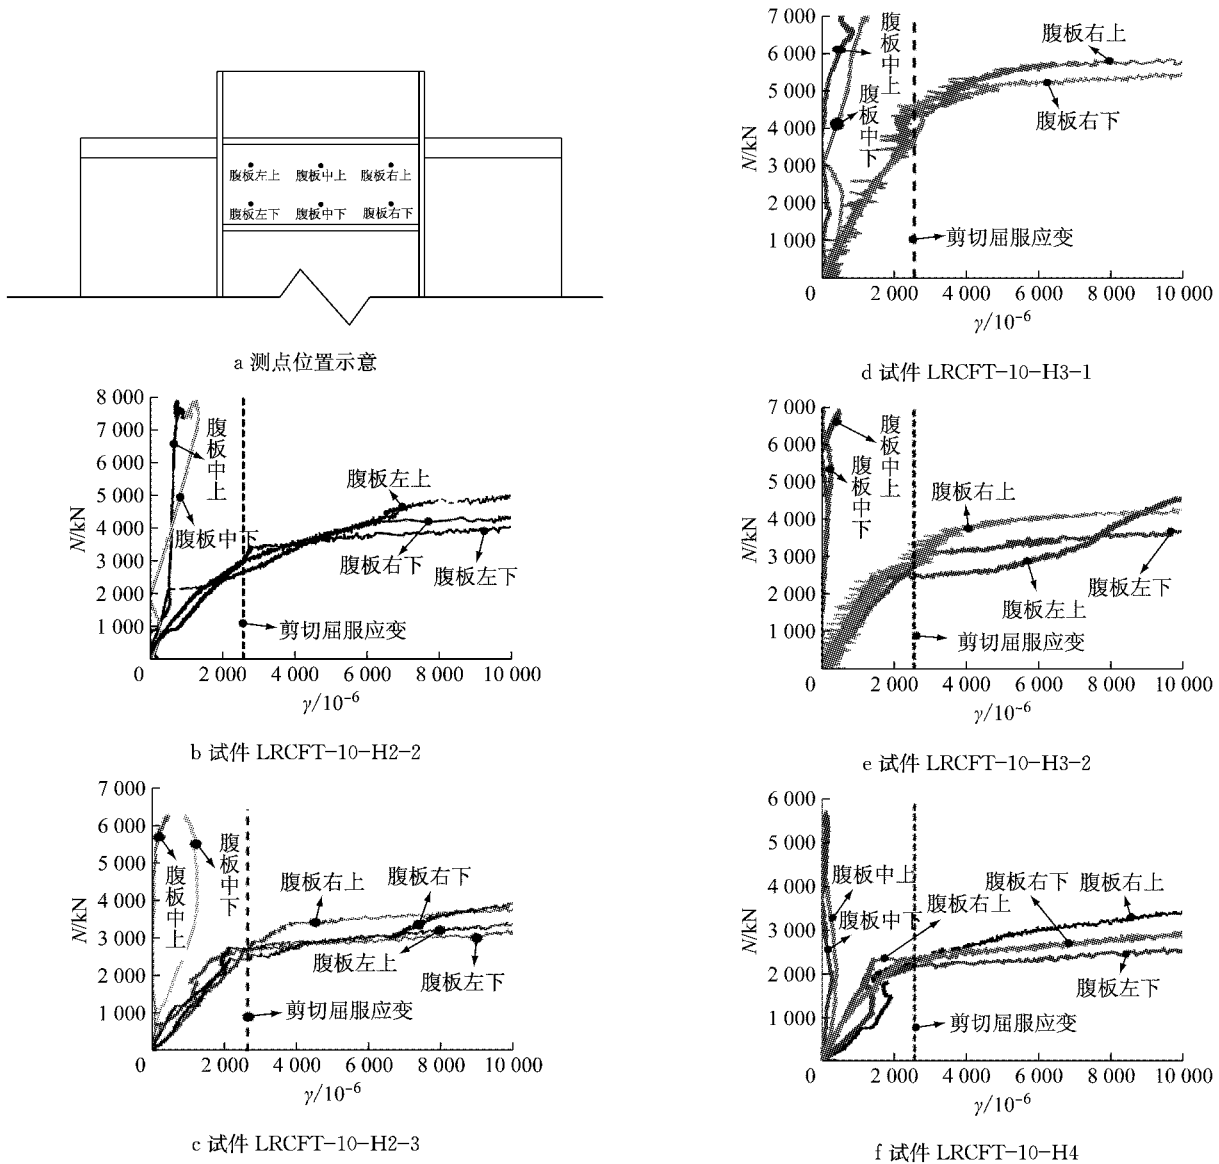 腹板左上 腹板中上 腹板右上
腹板左下 腹板中下 腹板右下
a 测点位置示意
8 000
7 000
6 000
5 000
4 000
3 000
2 000
1 000
N/kN
腹板中上
腹板中下
腹板左上
腹板右下
腹板左下
剪切屈服应变
0 2 000 4 000 6 000 8 000 10 000
γ/10⁻⁶
b 试件 LRCFT-10-H2-2
7 000
6 000
5 000
4 000
3 000
2 000
1 000
N/kN
腹板中上
腹板中下
腹板右上
腹板右下
腹板左上
腹板左下
剪切屈服应变
0 2 000 4 000 6 000 8 000 10 000
γ/10⁻⁶
c 试件 LRCFT-10-H2-3
7 000
6 000
5 000
4 000
3 000
2 000
1 000
N/kN
腹板中上
腹板中下
腹板右上
腹板右下
剪切屈服应变
0 2 000 4 000 6 000 8 000 10 000
γ/10⁻⁶
d 试件 LRCFT-10-H3-1
7 000
6 000
5 000
4 000
3 000
2 000
1 000
N/kN
腹板中上
腹板中下
腹板右上
腹板左下
腹板左上
剪切屈服应变
0 2 000 4 000 6 000 8 000 10 000
γ/10⁻⁶
e 试件 LRCFT-10-H3-2
6 000
5 000
4 000
3 000
2 000
1 000
N/kN
腹板中上
腹板中下
腹板右上
腹板右下
腹板右上
腹板左下
剪切屈服应变
0 2 000 4 000 6 000 8 000 10 000
γ/10⁻⁶
f 试件 LRCFT-10-H4